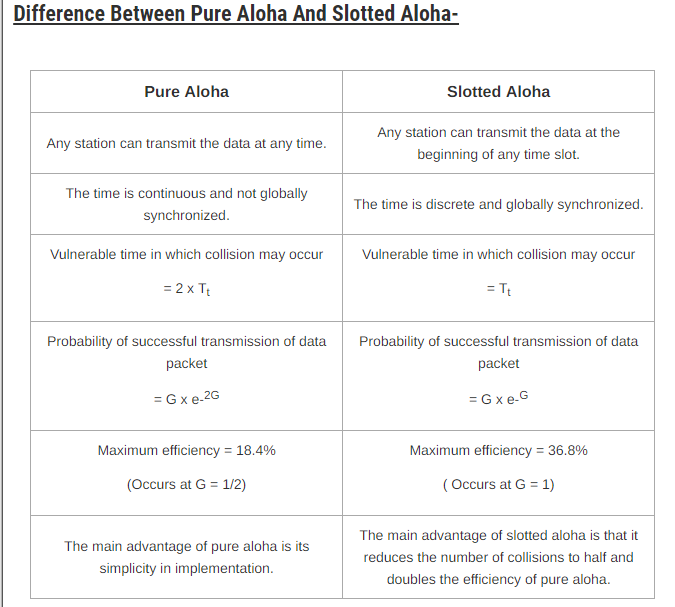 Difference Between Pure Aloha And Slotted Aloha-
Pure Aloha
Slotted Aloha
Any station can transmit the data at any time.
Any station can transmit the data at the
beginning of any time slot.
The time is continuous and not globally
synchronized.
The time is discrete and globally synchronized.
Vulnerable time in which collision may occur
= 2 x Tt
Vulnerable time in which collision may occur
= Tt
Probability of successful transmission of data
packet
= G x e-2G
Probability of successful transmission of data
packet
= G x e-G
Maximum efficiency = 18.4%
(Occurs at G = 1/2)
Maximum efficiency = 36.8%
( Occurs at G = 1)
The main advantage of pure aloha is its
simplicity in implementation.
The main advantage of slotted aloha is that it
reduces the number of collisions to half and
doubles the efficiency of pure aloha.